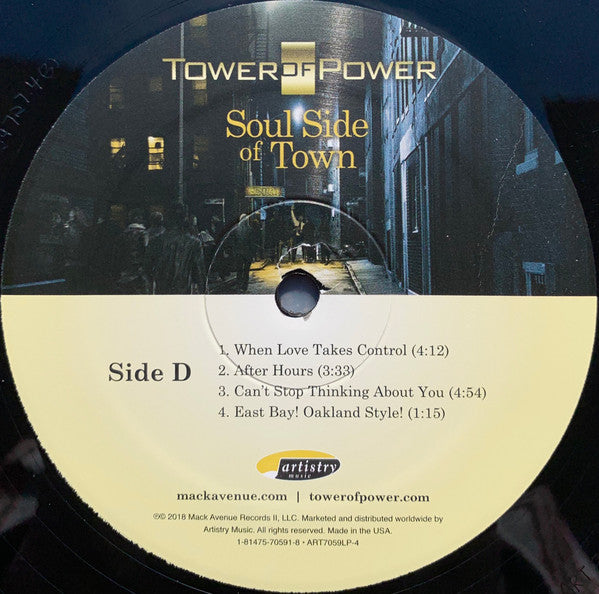 TOWER OF POWER
Soul Side
of Town
Side D
1. When Love Takes Control (4:12)
2. After Hours (3:33)
3. Can't Stop Thinking About You (4:54)
4. East Bay! Oakland Style! (1:15)
artistry
music
mackavenue.com | towerofpower.com
℗© 2018 Mack Avenue Records II, LLC. Marketed and distributed worldwide by
Artistry Music. All rights reserved. Made in the USA.
1-81475-70591-8 • ART7059LP-4